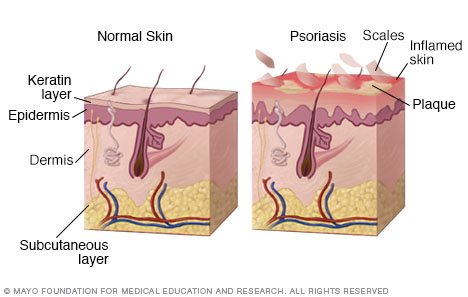 Normal Skin
Psoriasis
Scales
Inflamed
skin
Plaque
Keratin
layer
Epidermis
Dermis
Subcutaneous
layer
© MAYO FOUNDATION FOR MEDICAL EDUCATION AND RESEARCH. ALL RIGHTS RESERVED